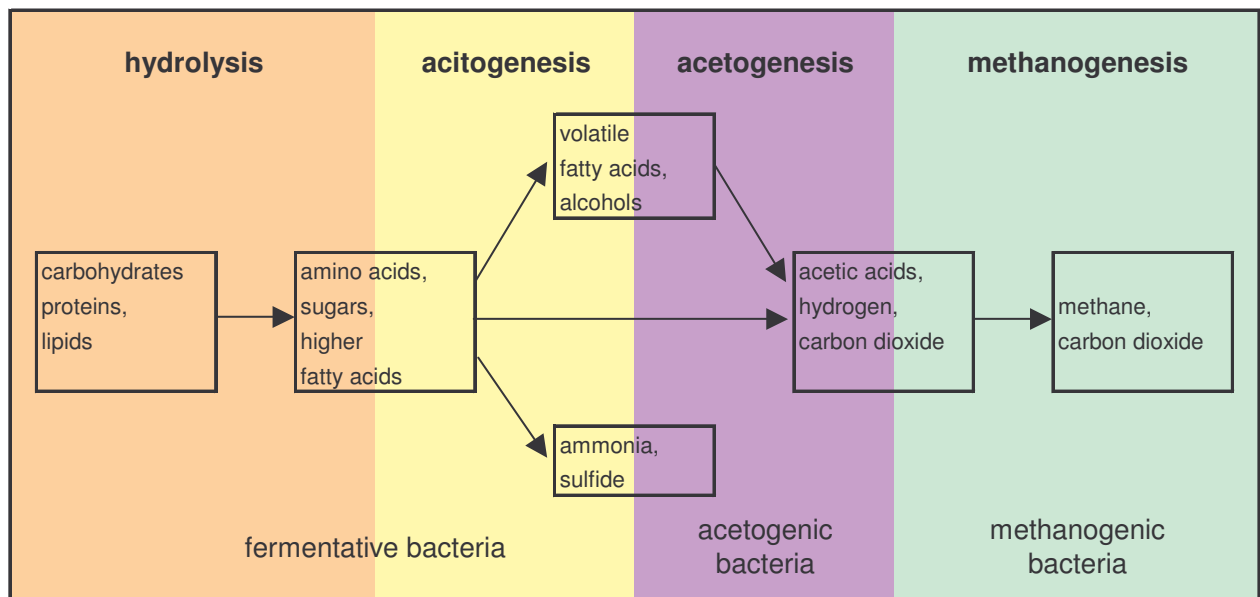 hydrolysis
acitogenesis
acetogenesis
methanogenesis
volatile
fatty acids,
alcohols
carbohydrates
proteins,
lipids
amino acids,
sugars,
higher
fatty acids
acetic acids,
hydrogen,
carbon dioxide
methane,
carbon dioxide
ammonia,
sulfide
fermentative bacteria
acetogenic
bacteria
methanogenic
bacteria